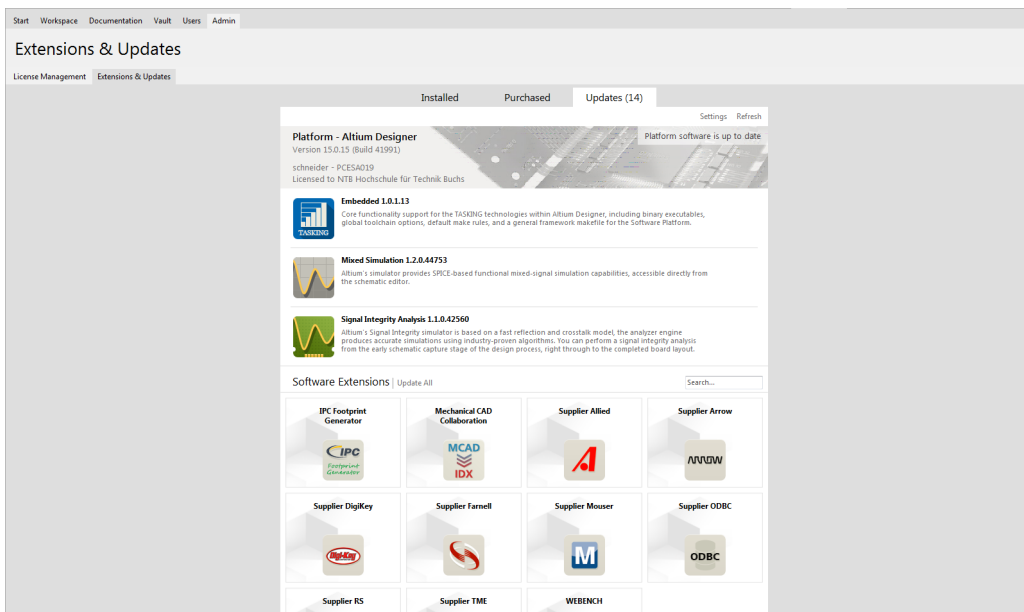 Start Workspace Documentation Vault Users Admin
Extensions & Updates
License Management Extensions & Updates
Installed Purchased Updates (14)
Settings Refresh
Platform - Altium Designer
Platform software is up to date
Version 15.0.15 (Build 41991)
schneider - PCESA019
Licensed to NTB Hochschule für Technik Buchs
Embedded 1.0.1.13
Core functionality support for the TASKING technologies within Altium Designer, including binary executables,
global toolchain options, default make rules, and a general framework makefile for the Software Platform.
TASKING
Mixed Simulation 1.2.0.44753
Altium's simulator provides SPICE-based functional mixed-signal simulation capabilities, accessible directly from
the schematic editor.
Signal Integrity Analysis 1.1.0.42560
Altium's Signal Integrity simulator is based on a fast reflection and crosstalk model, the analyzer engine
produces accurate simulations using industry-proven algorithms. You can perform a signal integrity analysis
from the early schematic capture stage of the design process, right through to the completed board layout.
Software Extensions | Update All
Search...
IPC Footprint
Generator
IPC
Footprint
Generator
Mechanical CAD
Collaboration
MCAD
IDX
Supplier Allied
A
Supplier Arrow
ARROW
Supplier DigiKey
Digi-Key
Supplier Farnell
Supplier Mouser
M
Supplier ODBC
ODBC
Supplier RS
Supplier TME
WEBENCH